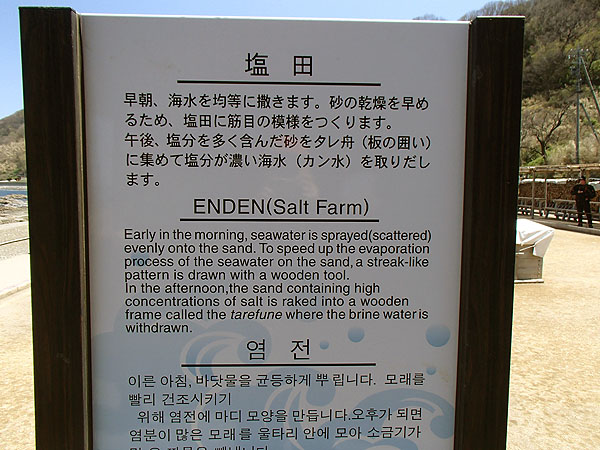 塩田
早朝、海水を均等に撒きます。砂の乾燥を早め
るため、塩田に筋目の模様をつくります。
午後、塩分を多く含んだ砂をタレ舟（板の囲い）
に集めて塩分が濃い海水（カン水）を取りだし
ます。
ENDEN(Salt Farm)
Early in the morning, seawater is sprayed(scattered)
evenly onto the sand. To speed up the evaporation
process of the seawater on the sand, a streak-like
pattern is drawn with a wooden tool.
In the afternoon,the sand containing high
concentrations of salt is raked into a wooden
frame called the tarefune where the brine water is
withdrawn.
염 전
이른 아침, 바닷물을 균등하게 뿌 립니다. 모래를
빨리 건조시키기
위해 염전에 마디 모양을 만듭니다.오후가 되면
염분이 많은 모래 를 울타리 안에 모아 소금기가